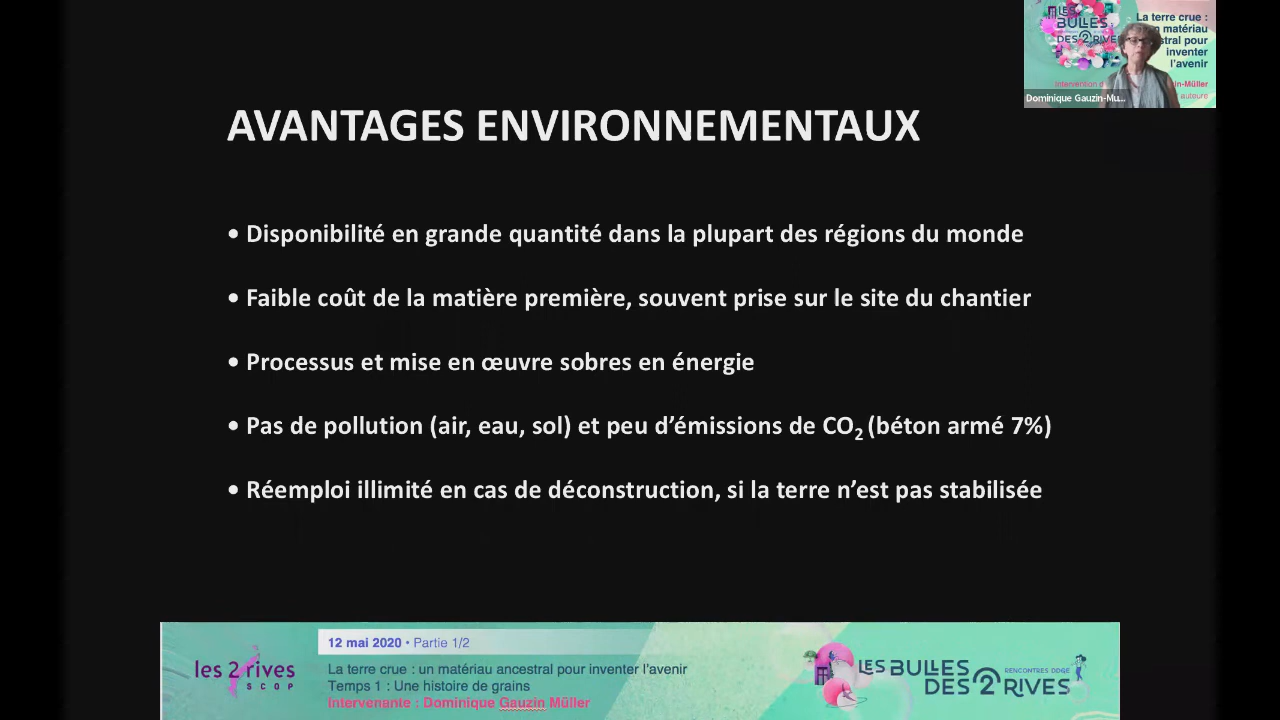 LES
BULLES
DES 2 RIVES
La terre crue :
un matériau
ancestral pour
inventer
l'avenir
Dominique Gauzin-Mu...
AVANTAGES ENVIRONNEMENTAUX
• Disponibilité en grande quantité dans la plupart des régions du monde
• Faible coût de la matière première, souvent prise sur le site du chantier
• Processus et mise en œuvre sobres en énergie
• Pas de pollution (air, eau, sol) et peu d’émissions de CO2 (béton armé 7%)
• Réemploi illimité en cas de déconstruction, si la terre n’est pas stabilisée
les 2 rives
SCOP
12 mai 2020 • Partie 1/2
La terre crue : un matériau ancestral pour inventer l'avenir
Temps 1 : Une histoire de grains
Intervenante : Dominique Gauzin Müller
LES BULLES
DES 2 RIVES
RENCONTRES DDGE